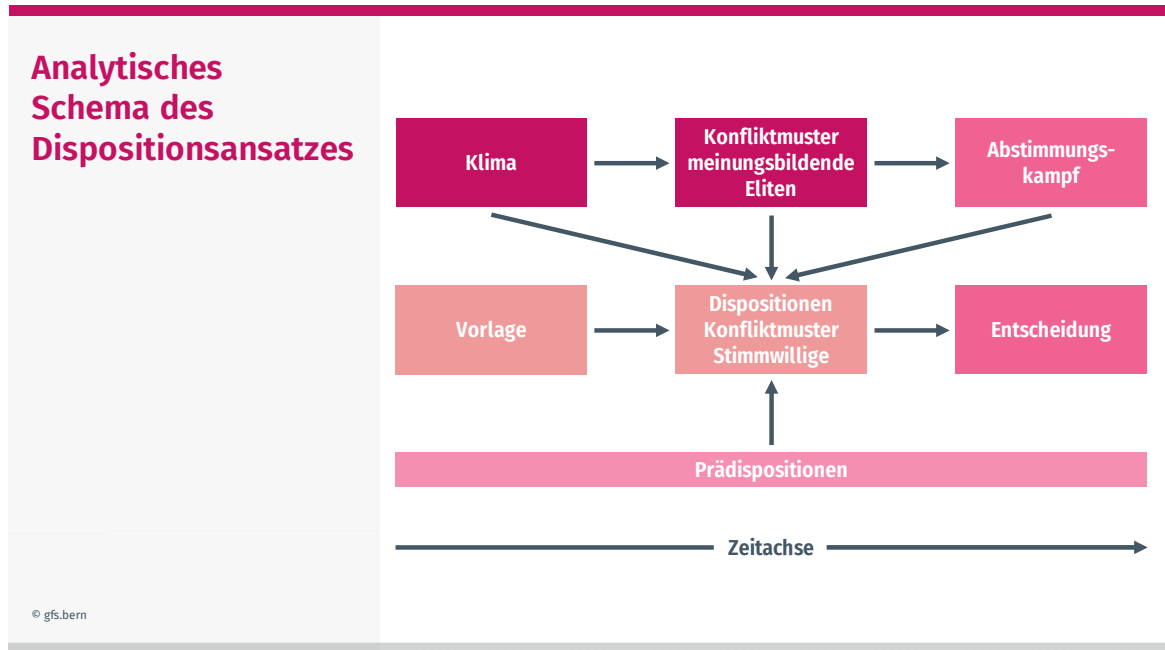 Analytisches
Schema des
Dispositionsansatzes
Klima
Konfliktmuster
meinungsbildende
Eliten
Abstimmungs-
kampf
Vorlage
Dispositionen
Konfliktmuster
Stimmwillige
Entscheidung
Prädispositionen
Zeitachse
© gfs.bern